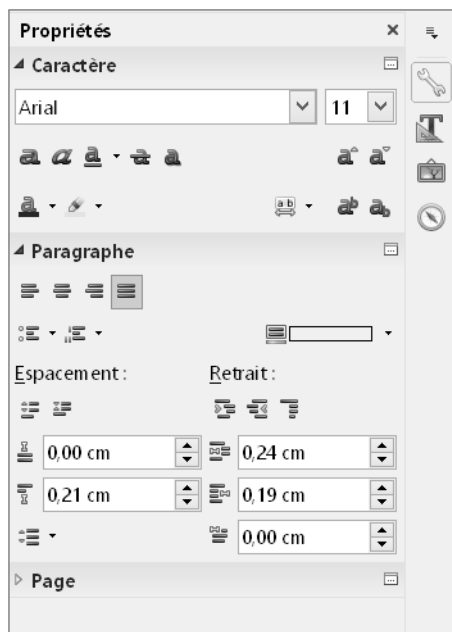 Propriétés
Caractère
Arial 11
Paragraphe
Espacement : Retrait :
0,00 cm 0,24 cm
0,21 cm 0,19 cm
0,00 cm
Page